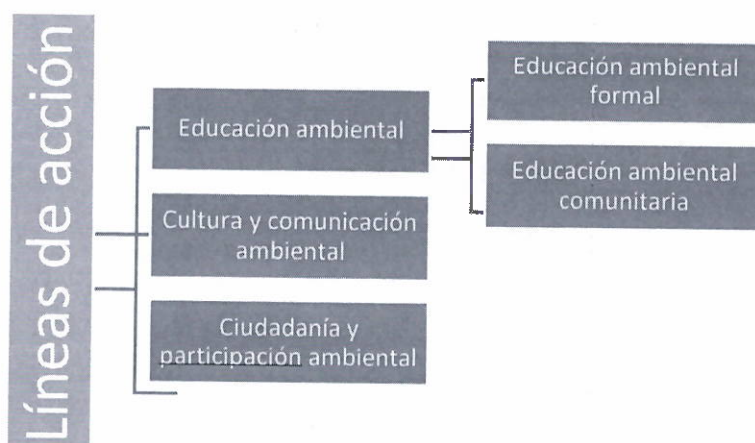 Líneas de acción
Educación ambiental
Cultura y comunicación
ambiental
Ciudadanía y
participación ambiental
Educación ambiental
formal
Educación ambiental
comunitaria